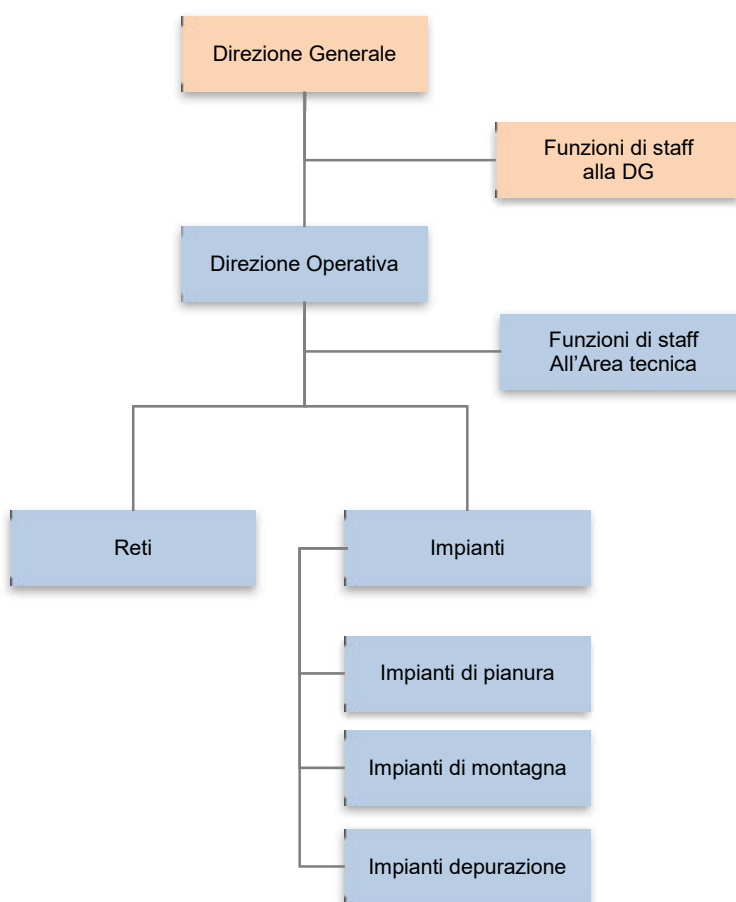 Direzione Generale
Funzioni di staff
alla DG
Direzione Operativa
Funzioni di staff
All’Area tecnica
Reti
Impianti
Impianti di pianura
Impianti di montagna
Impianti depurazione